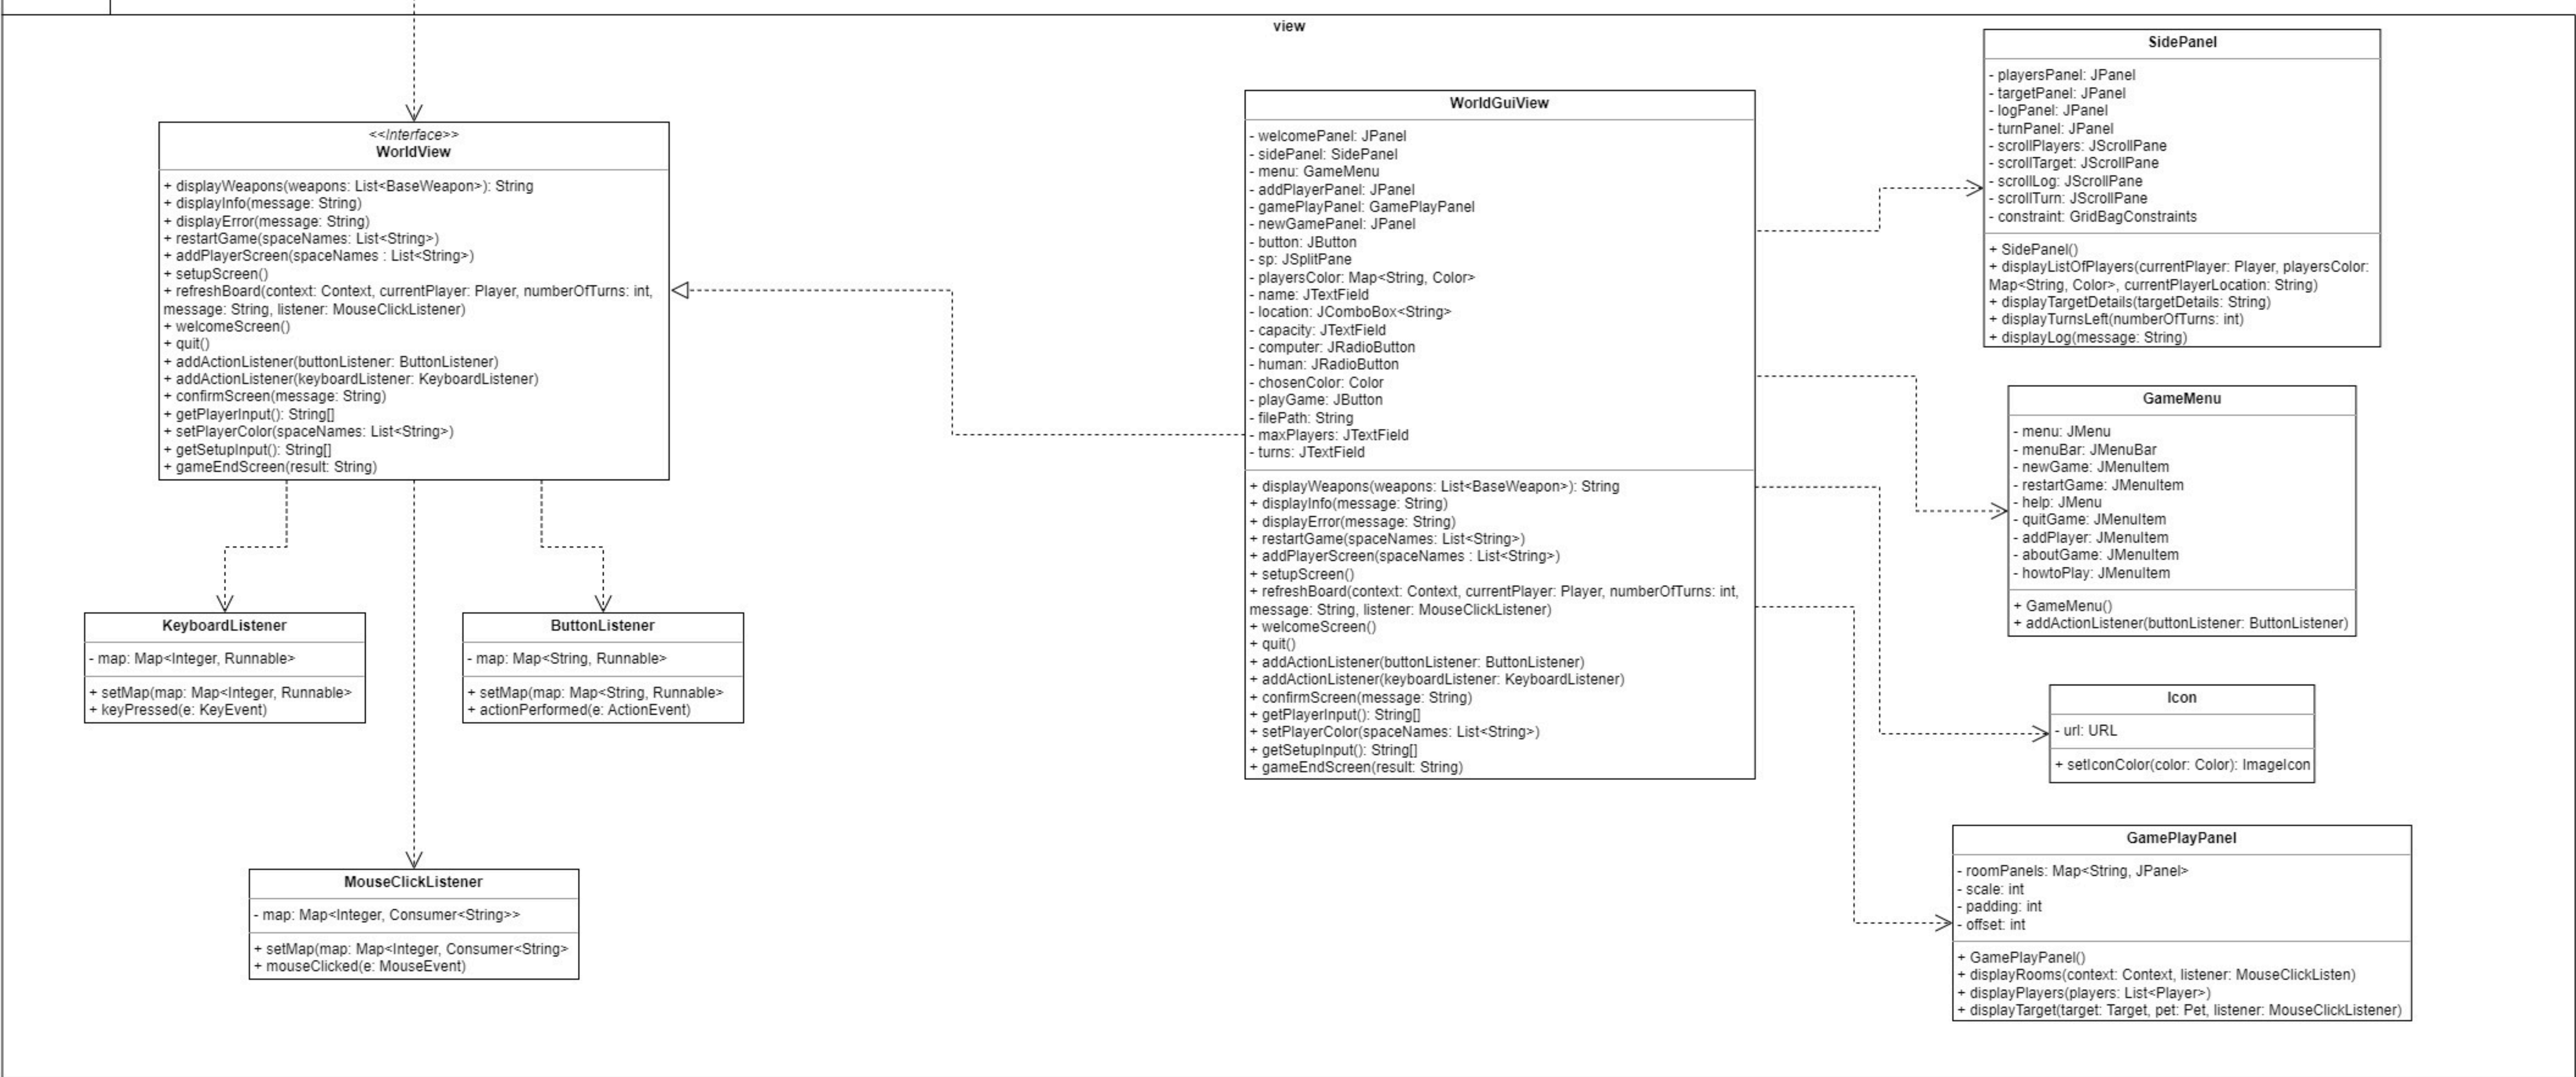 view
<<Interface>>
WorldView
+ displayWeapons(weapons: List<BaseWeapon>): String
+ displayInfo(message: String)
+ displayError(message: String)
+ restartGame(spaceNames: List<String>)
+ addPlayerScreen(spaceNames : List<String>)
+ setupScreen()
+ refreshBoard(context: Context, currentPlayer: Player, numberOfTurns: int,
message: String, listener: MouseClickListener)
+ welcomeScreen()
+ quit()
+ addActionListener(buttonListener: ButtonListener)
+ addActionListener(keyboardListener: KeyboardListener)
+ confirmScreen(message: String)
+ getPlayerInput(): String[]
+ setPlayerColor(spaceNames: List<String>)
+ getSetupInput(): String[]
+ gameEndScreen(result: String)
KeyboardListener
- map: Map<Integer, Runnable>
+ setMap(map: Map<Integer, Runnable>
+ keyPressed(e: KeyEvent)
ButtonListener
- map: Map<String, Runnable>
+ setMap(map: Map<String, Runnable>
+ actionPerformed(e: ActionEvent)
MouseClickListener
- map: Map<Integer, Consumer<String>>
+ setMap(map: Map<Integer, Consumer<String>
+ mouseClicked(e: MouseEvent)
WorldGuiView
- welcomePanel: JPanel
- sidePanel: SidePanel
- menu: GameMenu
- addPlayerPanel: JPanel
- gamePlayPanel: GamePlayPanel
- newGamePanel: JPanel
- button: JButton
- sp: JSplitPane
- playersColor: Map<String, Color>
- name: JTextField
- location: JComboBox<String>
- capacity: JTextField
- computer: JRadioButton
- human: JRadioButton
- chosenColor: Color
- playGame: JButton
- filePath: String
- maxPlayers: JTextField
- turns: JTextField
+ displayWeapons(weapons: List<BaseWeapon>): String
+ displayInfo(message: String)
+ displayError(message: String)
+ restartGame(spaceNames: List<String>)
+ addPlayerScreen(spaceNames : List<String>)
+ setupScreen()
+ refreshBoard(context: Context, currentPlayer: Player, numberOfTurns: int,
message: String, listener: MouseClickListener)
+ welcomeScreen()
+ quit()
+ addActionListener(buttonListener: ButtonListener)
+ addActionListener(keyboardListener: KeyboardListener)
+ confirmScreen(message: String)
+ getPlayerInput(): String[]
+ setPlayerColor(spaceNames: List<String>)
+ getSetupInput(): String[]
+ gameEndScreen(result: String)
SidePanel
- playersPanel: JPanel
- targetPanel: JPanel
- logPanel: JPanel
- turnPanel: JPanel
- scrollPlayers: JScrollPane
- scrollTarget: JScrollPane
- scrollLog: JScrollPane
- scrollTurn: JScrollPane
- constraint: GridBagConstraints
+ SidePanel()
+ displayListOfPlayers(currentPlayer: Player, playersColor:
Map<String, Color>, currentPlayerLocation: String)
+ displayTargetDetails(targetDetails: String)
+ displayTurnsLeft(numberOfTurns: int)
+ displayLog(message: String)
GameMenu
- menu: JMenu
- menuBar: JMenuBar
- newGame: JMenuItem
- restartGame: JMenuItem
- help: JMenu
- quitGame: JMenuItem
- addPlayer: JMenuItem
- aboutGame: JMenuItem
- howtoPlay: JMenuItem
+ GameMenu()
+ addActionListener(buttonListener: ButtonListener)
Icon
- url: URL
+ setIconColor(color: Color): ImageIcon
GamePlayPanel
- roomPanels: Map<String, JPanel>
- scale: int
- padding: int
- offset: int
+ GamePlayPanel()
+ displayRooms(context: Context, listener: MouseClickListen)
+ displayPlayers(players: List<Player>)
+ displayTarget(target: Target, pet: Pet, listener: MouseClickListener)